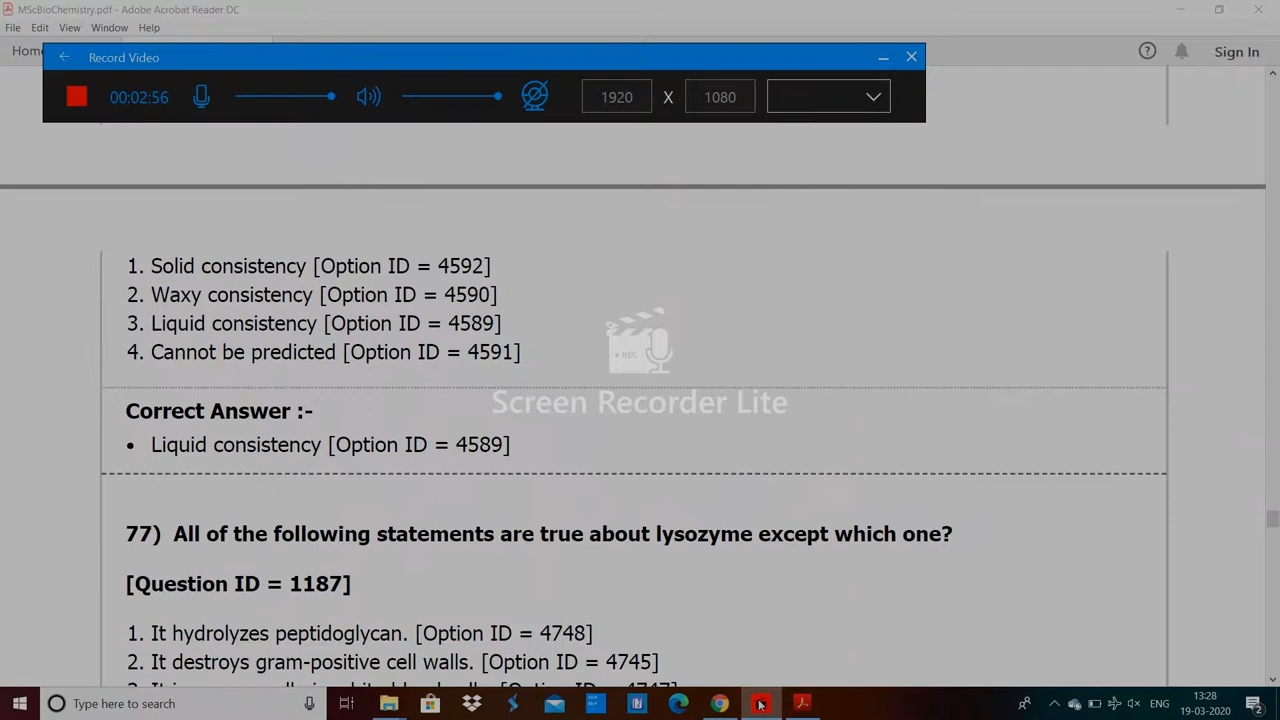 MScBioChemistry.pdf - Adobe Acrobat Reader DC
File Edit View Window Help
Hom
Sign In
Record Video
00:02:56
1920 X 1080
1. Solid consistency [Option ID = 4592]
2. Waxy consistency [Option ID = 4590]
3. Liquid consistency [Option ID = 4589]
4. Cannot be predicted [Option ID = 4591]
REC
Screen Recorder Lite
Correct Answer :-
• Liquid consistency [Option ID = 4589]
77) All of the following statements are true about lysozyme except which one?
[Question ID = 1187]
1. It hydrolyzes peptidoglycan. [Option ID = 4748]
2. It destroys gram-positive cell walls. [Option ID = 4745]
Type here to search
ENG
13:28
19-03-2020
2